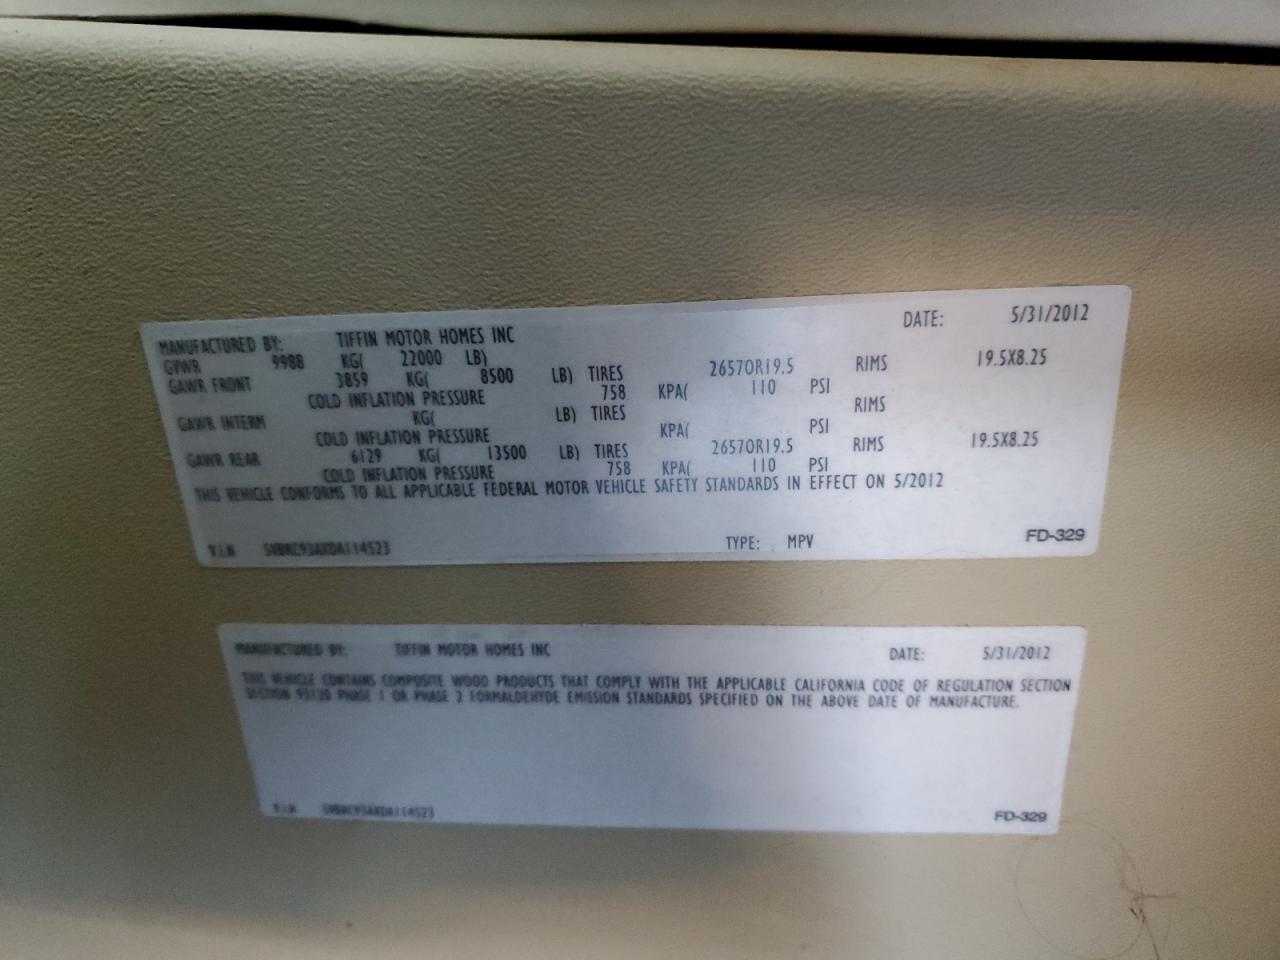 MANUFACTURED BY: TIFFIN MOTOR HOMES INC DATE: 5/31/2012
GVWR 9988 KG( 22000 LB)
GAWR FRONT 3859 KG( 8500 LB) TIRES 26570R19.5 RIMS 19.5X8.25
COLD INFLATION PRESSURE 758 KPA( 110 PSI
GAWR INTERM KG( LB) TIRES RIMS
COLD INFLATION PRESSURE KPA( PSI
GAWR REAR 6129 KG( 13500 LB) TIRES 26570R19.5 RIMS 19.5X8.25
COLD INFLATION PRESSURE 758 KPA( 110 PSI
THIS VEHICLE CONFORMS TO ALL APPLICABLE FEDERAL MOTOR VEHICLE SAFETY STANDARDS IN EFFECT ON 5/2012
V.I.N TYPE: MPV FD-329
MANUFACTURED BY: TIFFIN MOTOR HOMES INC DATE: 5/31/2012
THIS VEHICLE CONTAINS COMPOSITE WOOD PRODUCTS THAT COMPLY WITH THE APPLICABLE CALIFORNIA CODE OF REGULATION SECTION
SECTION 93120 PHASE 1 OR PHASE 2 FORMALDEHYDE EMISSION STANDARDS SPECIFIED ON THE ABOVE DATE OF MANUFACTURE.
V.I.N FD-329